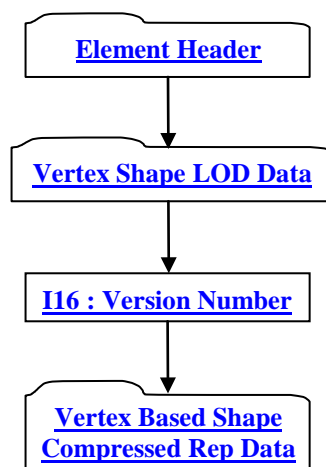 Element Header
Vertex Shape LOD Data
I16 : Version Number
Vertex Based Shape
Compressed Rep Data